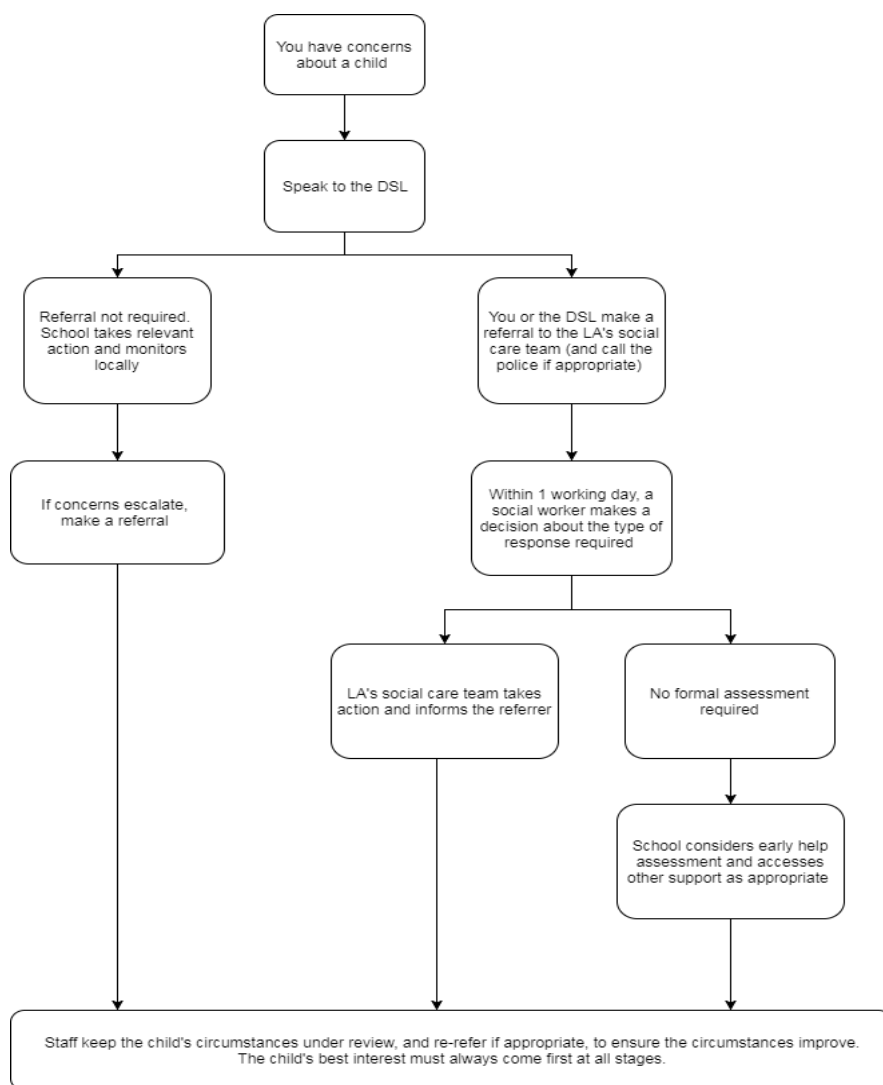 You have concerns
about a child
Speak to the DSL
Referral not required.
School takes relevant
action and monitors
locally
You or the DSL make a
referral to the LA's social
care team (and call the
police if appropriate)
If concerns escalate,
make a referral
Within 1 working day, a
social worker makes a
decision about the type of
response required
LA's social care team takes
action and informs the referrer
No formal assessment
required
School considers early help
assessment and accesses
other support as appropriate
Staff keep the child's circumstances under review, and re-refer if appropriate, to ensure the circumstances improve.
The child's best interest must always come first at all stages.